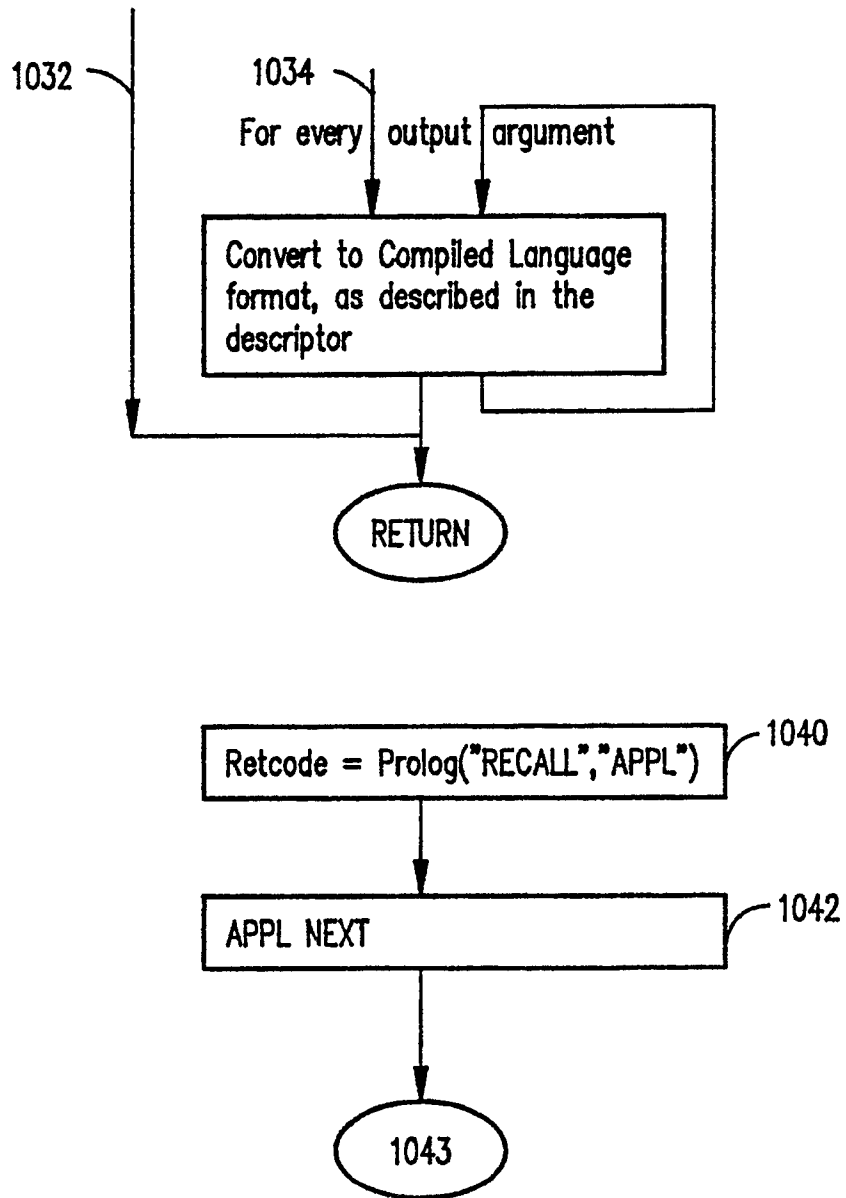 1032
1034
For every output argument
Convert to Compiled Language
format, as described in the
descriptor
RETURN
Retcode = Prolog("RECALL","APPL")
1040
APPL NEXT
1042
1043